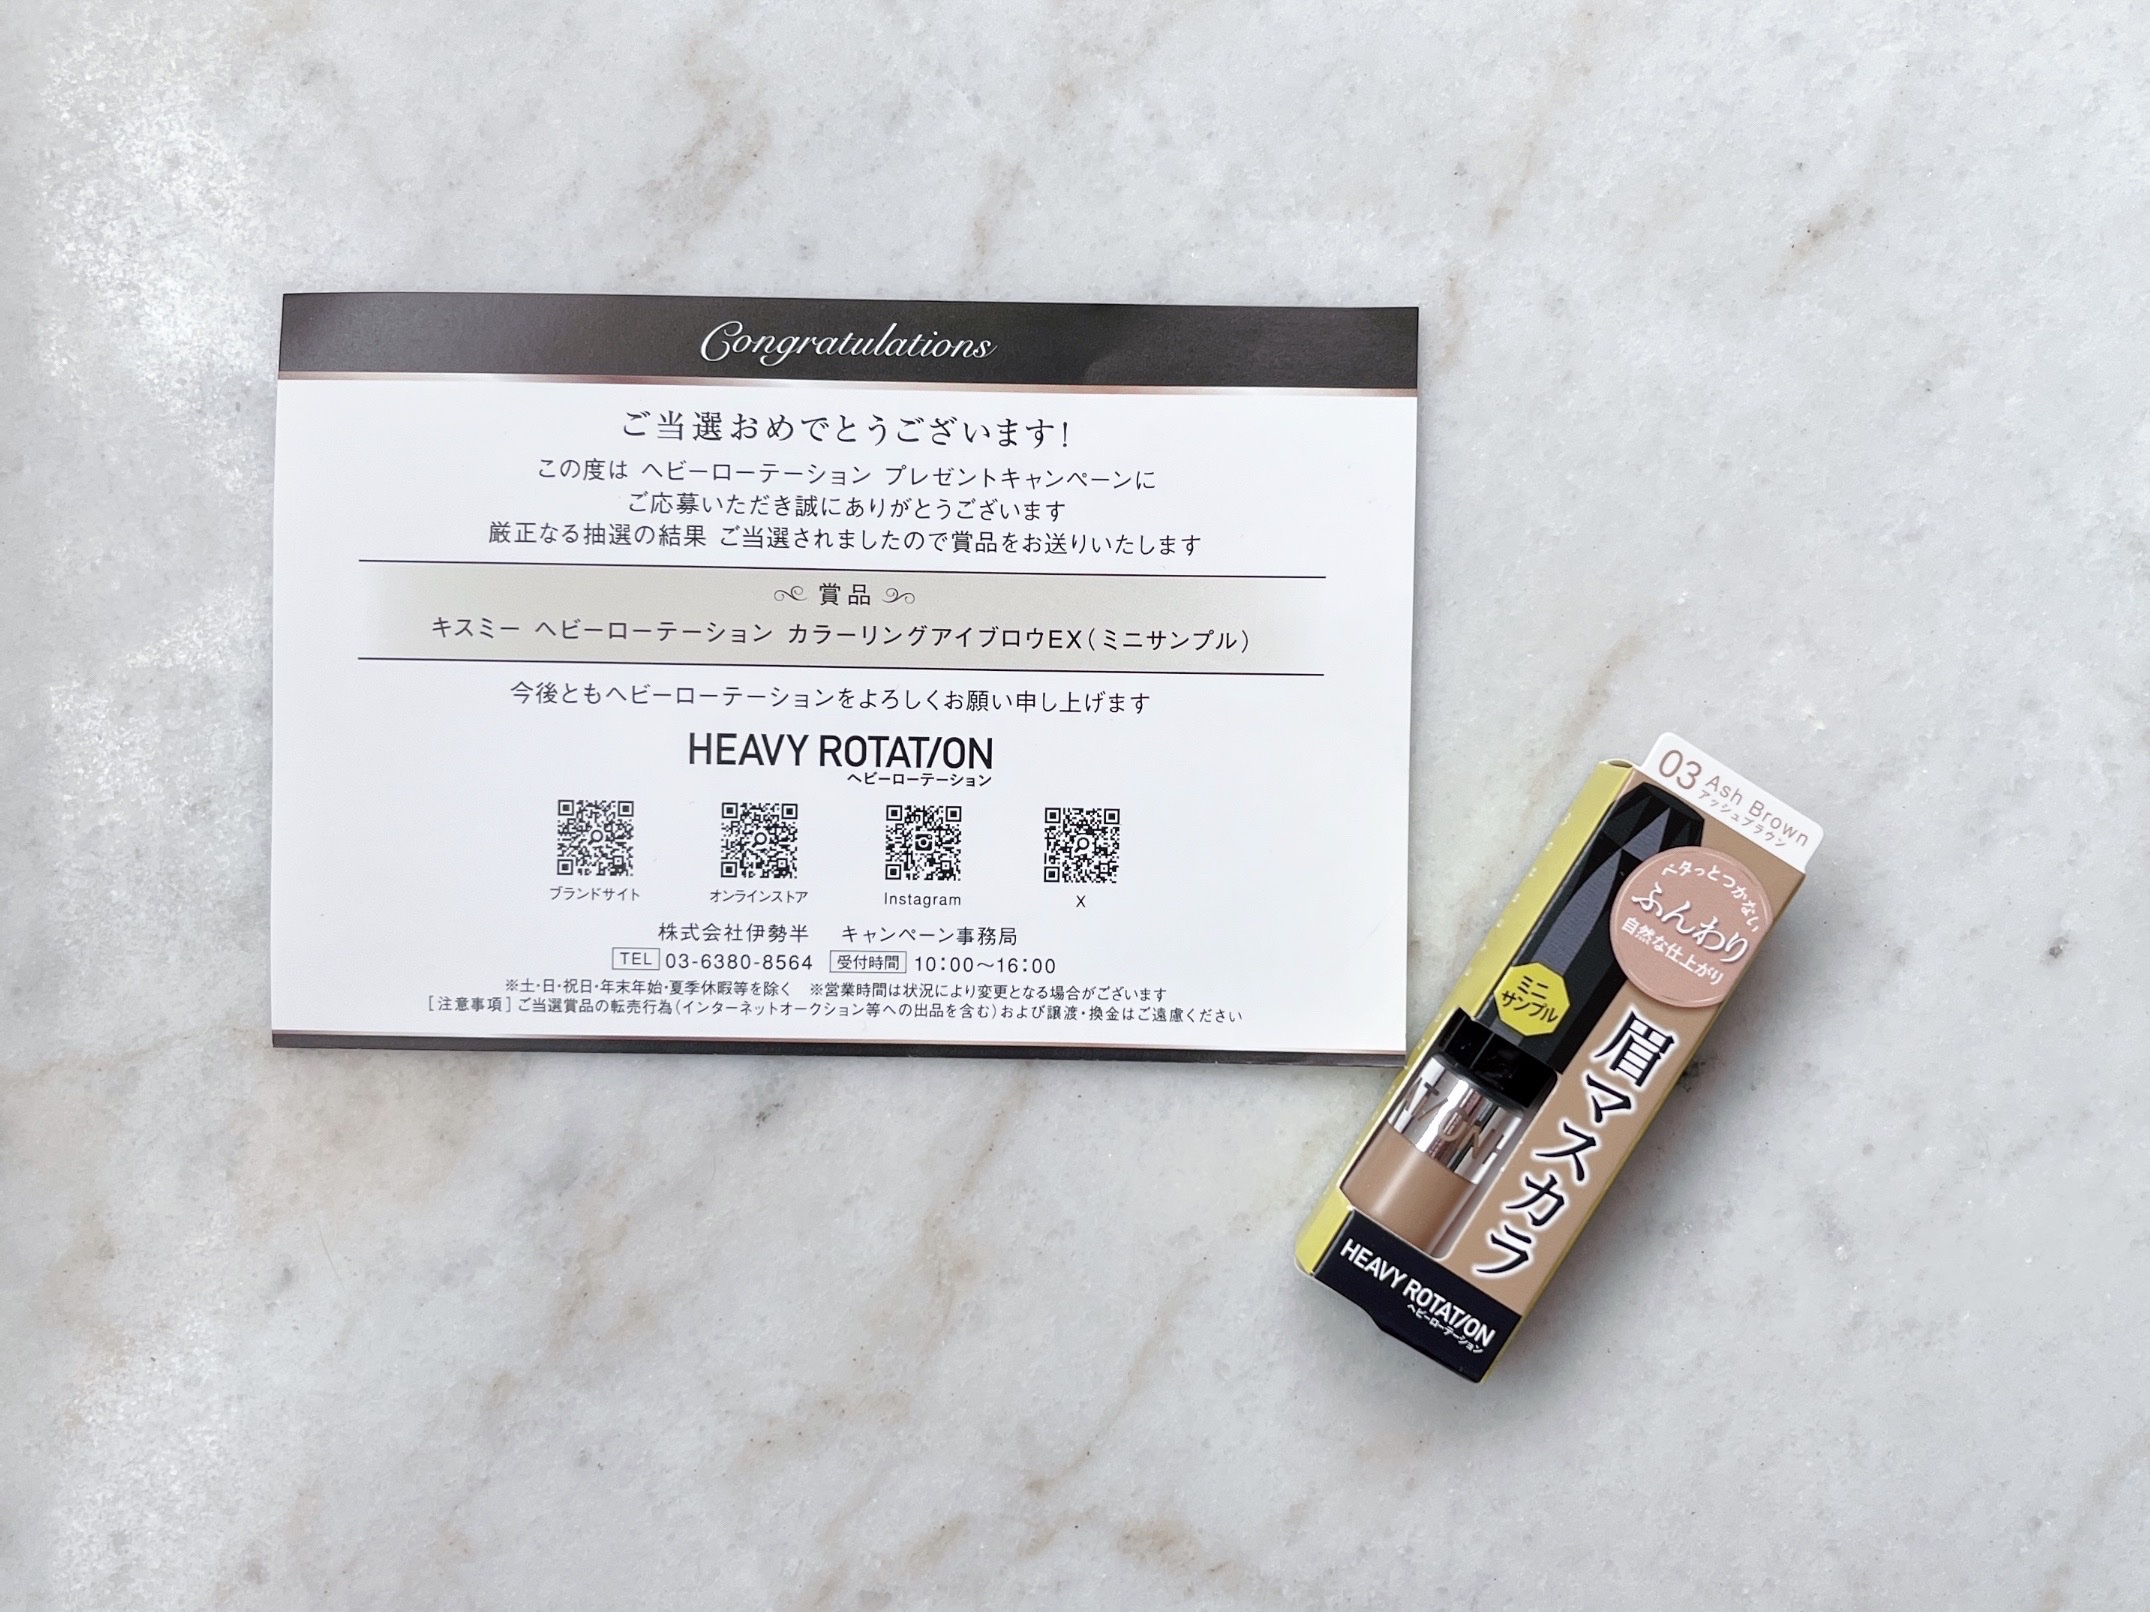 Congratulations
ご当選おめでとうございます!
この度は ヘビーローテーション プレゼントキャンペーンに
ご応募いただき誠にありがとうございます
厳正なる抽選の結果 ご当選されましたので賞品をお送りいたします
賞品
キスミー ヘビーローテーション カラーリングアイブロウEX(ミニサンプル)
今後ともヘビーローテーションをよろしくお願い申し上げます
HEAVY ROTAT/ON
ヘビーローテーション
ブランドサイト オンラインストア Instagram X
株式会社伊勢半 キャンペーン事務局
TEL 03-6380-8564 受付時間 10:00〜16:00
※土・日・祝日・年末年始・夏季休暇等を除く ※営業時間は状況により変更となる場合がございます
[注意事項]ご当選賞品の転売行為(インターネットオークション等への出品を含む)および譲渡・換金はご遠慮ください
03 Ash Brown
アッシュブラウン
ベタっとつかない
ふんわり
自然な仕上がり
ミニ
サンプル
眉マスカラ
HEAVY ROTAT/ON
ヘビーローテーション